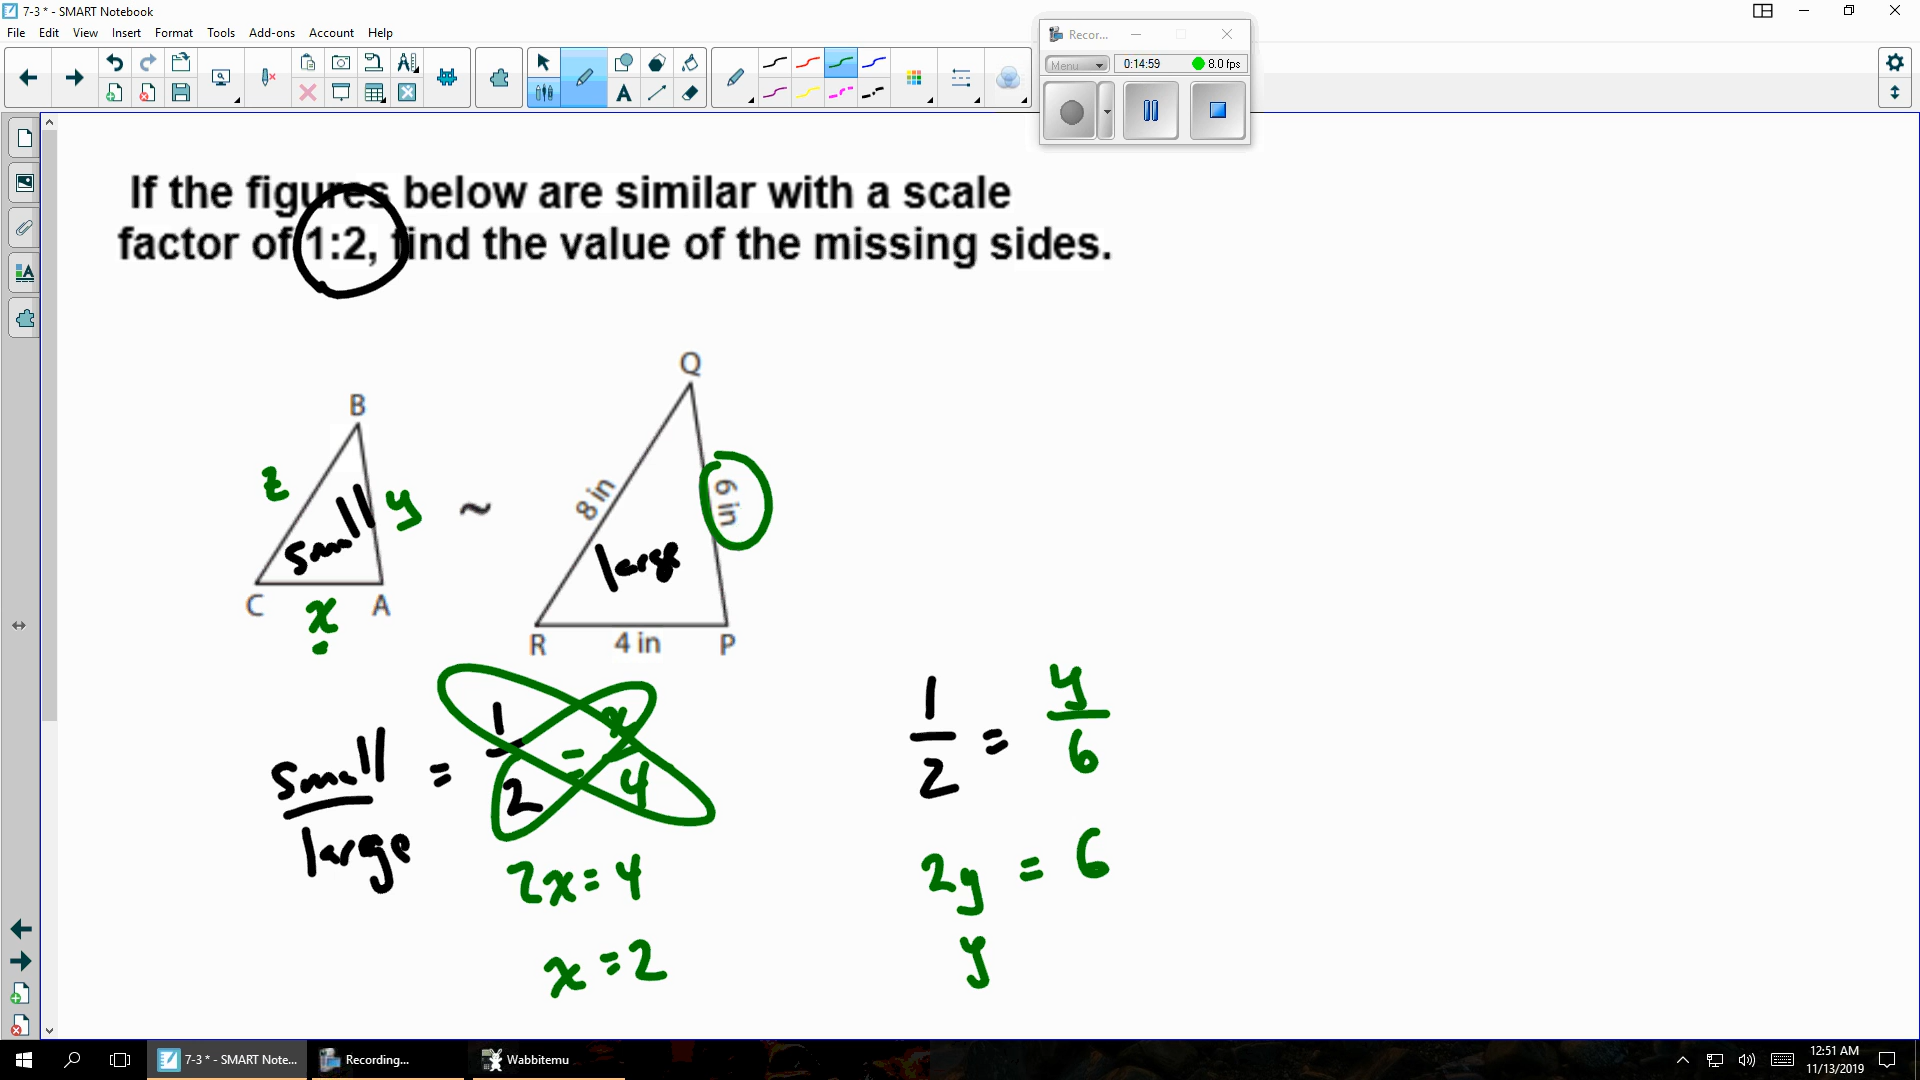 7-3 * - SMART Notebook
File Edit View Insert Format Tools Add-ons Account Help
Recor...
Menu 0:14:59 8.0 fps
A
If the figures below are similar with a scale
factor of 1:2, find the value of the missing sides.
Q
B
z
y
~
8 in
6 in
small
large
C
x
A
R
4 in
P
small = 1 = x
large 2 4
2x = 4
x = 2
1 = y
2 6
2y = 6
y
7-3 * - SMART Note...
Recording...
Wabbitemu
12:51 AM
11/13/2019